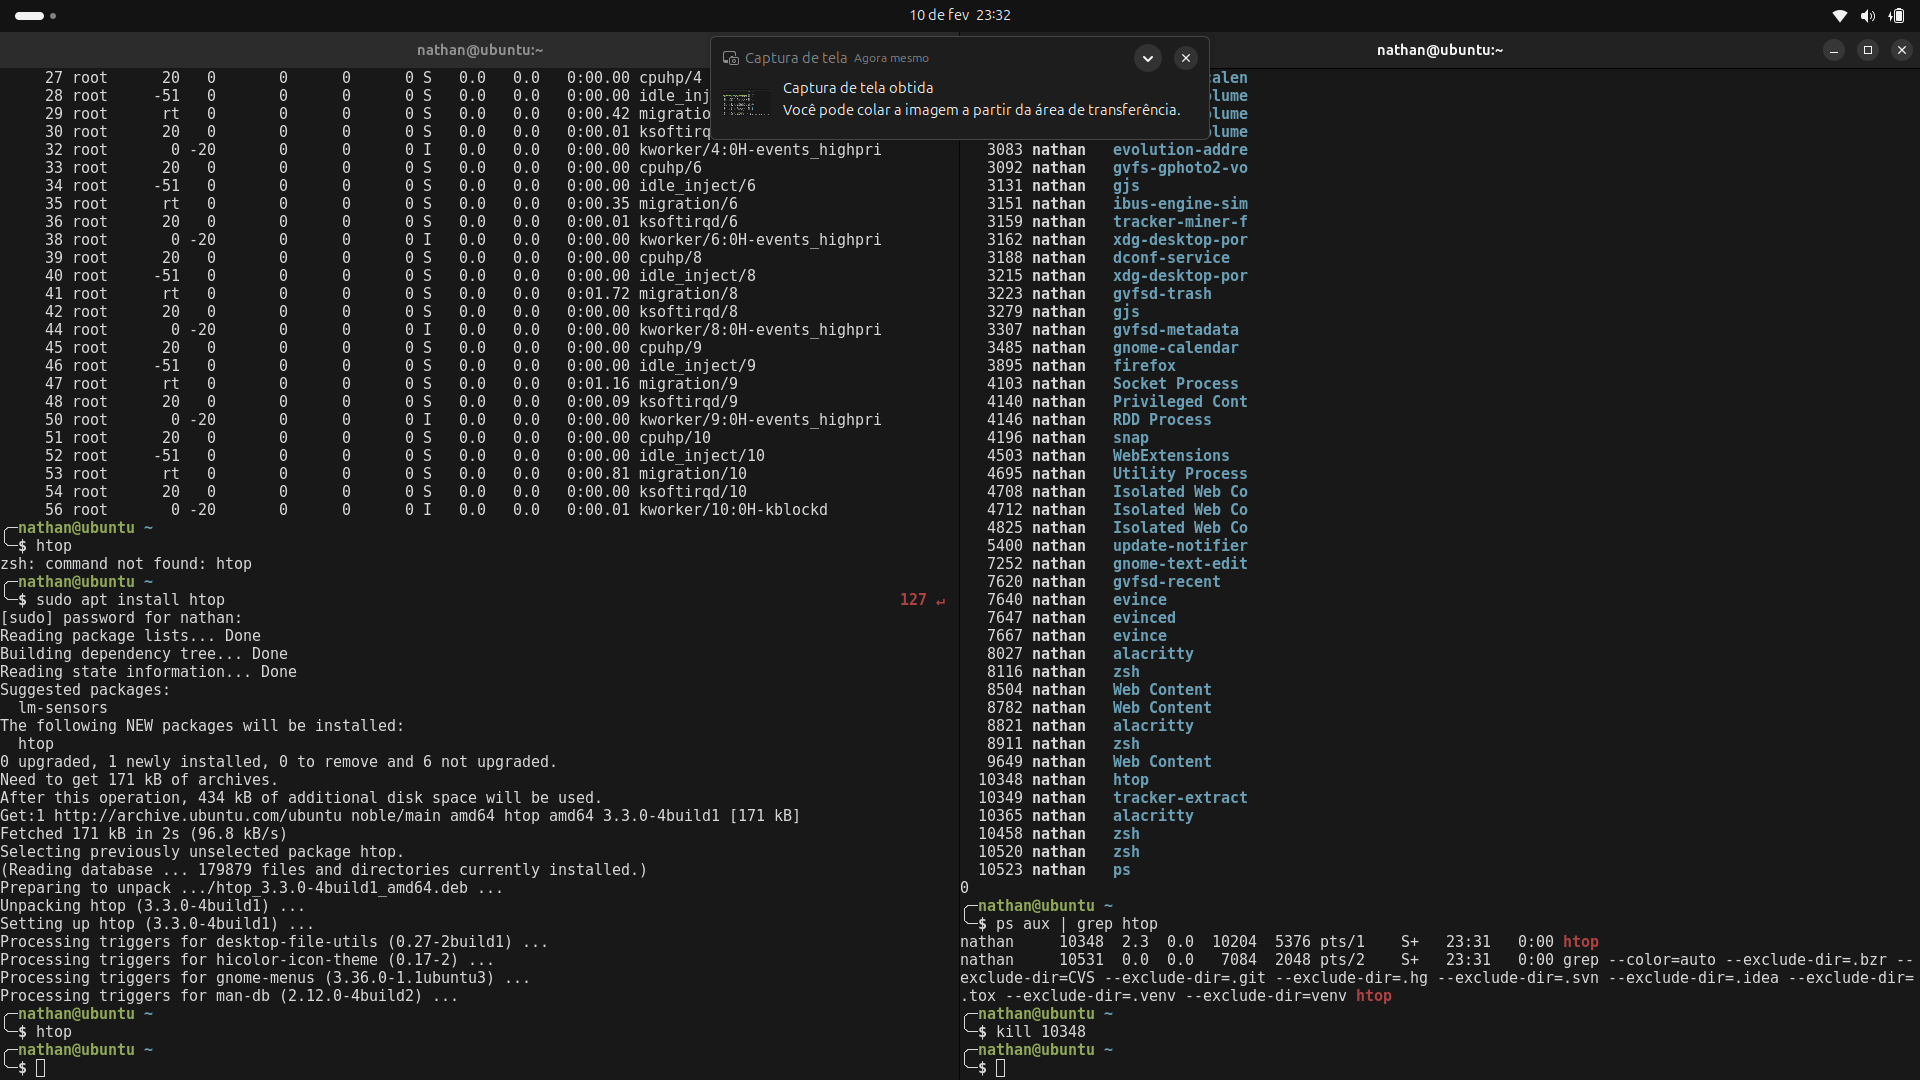 10 de fev 23:32
nathan@ubuntu:~
27 root 20 0 0 0 0 S 0.0 0.0 0:00.00 cpuhp/4
28 root -51 0 0 0 0 S 0.0 0.0 0:00.00 idle_inj
29 root rt 0 0 0 0 S 0.0 0.0 0:00.42 migratio
30 root 20 0 0 0 0 S 0.0 0.0 0:00.01 ksoftirq
32 root 0 -20 0 0 0 I 0.0 0.0 0:00.00 kworker/4:0H-events_highpri
33 root 20 0 0 0 0 S 0.0 0.0 0:00.00 cpuhp/6
34 root -51 0 0 0 0 S 0.0 0.0 0:00.00 idle_inject/6
35 root rt 0 0 0 0 S 0.0 0.0 0:00.35 migration/6
36 root 20 0 0 0 0 S 0.0 0.0 0:00.01 ksoftirqd/6
38 root 0 -20 0 0 0 I 0.0 0.0 0:00.00 kworker/6:0H-events_highpri
39 root 20 0 0 0 0 S 0.0 0.0 0:00.00 cpuhp/8
40 root -51 0 0 0 0 S 0.0 0.0 0:00.00 idle_inject/8
41 root rt 0 0 0 0 S 0.0 0.0 0:01.72 migration/8
42 root 20 0 0 0 0 S 0.0 0.0 0:00.00 ksoftirqd/8
44 root 0 -20 0 0 0 I 0.0 0.0 0:00.00 kworker/8:0H-events_highpri
45 root 20 0 0 0 0 S 0.0 0.0 0:00.00 cpuhp/9
46 root -51 0 0 0 0 S 0.0 0.0 0:00.00 idle_inject/9
47 root rt 0 0 0 0 S 0.0 0.0 0:01.16 migration/9
48 root 20 0 0 0 0 S 0.0 0.0 0:00.09 ksoftirqd/9
50 root 0 -20 0 0 0 I 0.0 0.0 0:00.00 kworker/9:0H-events_highpri
51 root 20 0 0 0 0 S 0.0 0.0 0:00.00 cpuhp/10
52 root -51 0 0 0 0 S 0.0 0.0 0:00.00 idle_inject/10
53 root rt 0 0 0 0 S 0.0 0.0 0:00.81 migration/10
54 root 20 0 0 0 0 S 0.0 0.0 0:00.00 ksoftirqd/10
56 root 0 -20 0 0 0 I 0.0 0.0 0:00.01 kworker/10:0H-kblockd
╭─nathan@ubuntu ~
╰─$ htop
zsh: command not found: htop
╭─nathan@ubuntu ~
╰─$ sudo apt install htop 127 ↵
[sudo] password for nathan:
Reading package lists... Done
Building dependency tree... Done
Reading state information... Done
Suggested packages:
lm-sensors
The following NEW packages will be installed:
htop
0 upgraded, 1 newly installed, 0 to remove and 6 not upgraded.
Need to get 171 kB of archives.
After this operation, 434 kB of additional disk space will be used.
Get:1 http://archive.ubuntu.com/ubuntu noble/main amd64 htop amd64 3.3.0-4build1 [171 kB]
Fetched 171 kB in 2s (96.8 kB/s)
Selecting previously unselected package htop.
(Reading database ... 179879 files and directories currently installed.)
Preparing to unpack .../htop_3.3.0-4build1_amd64.deb ...
Unpacking htop (3.3.0-4build1) ...
Setting up htop (3.3.0-4build1) ...
Processing triggers for desktop-file-utils (0.27-2build1) ...
Processing triggers for hicolor-icon-theme (0.17-2) ...
Processing triggers for gnome-menus (3.36.0-1.1ubuntu3) ...
Processing triggers for man-db (2.12.0-4build2) ...
╭─nathan@ubuntu ~
╰─$ htop
╭─nathan@ubuntu ~
╰─$
Captura de tela Agora mesmo
Captura de tela obtida
Você pode colar a imagem a partir da área de transferência.
nathan@ubuntu:~
alen
lume
lume
lume
3083 nathan evolution-addre
3092 nathan gvfs-gphoto2-vo
3131 nathan gjs
3151 nathan ibus-engine-sim
3159 nathan tracker-miner-f
3162 nathan xdg-desktop-por
3188 nathan dconf-service
3215 nathan xdg-desktop-por
3223 nathan gvfsd-trash
3279 nathan gjs
3307 nathan gvfsd-metadata
3485 nathan gnome-calendar
3895 nathan firefox
4103 nathan Socket Process
4140 nathan Privileged Cont
4146 nathan RDD Process
4196 nathan snap
4503 nathan WebExtensions
4695 nathan Utility Process
4708 nathan Isolated Web Co
4712 nathan Isolated Web Co
4825 nathan Isolated Web Co
5400 nathan update-notifier
7252 nathan gnome-text-edit
7620 nathan gvfsd-recent
7640 nathan evince
7647 nathan evinced
7667 nathan evince
8027 nathan alacritty
8116 nathan zsh
8504 nathan Web Content
8782 nathan Web Content
8821 nathan alacritty
8911 nathan zsh
9649 nathan Web Content
10348 nathan htop
10349 nathan tracker-extract
10365 nathan alacritty
10458 nathan zsh
10520 nathan zsh
10523 nathan ps
0
╭─nathan@ubuntu ~
╰─$ ps aux | grep htop
nathan 10348 2.3 0.0 10204 5376 pts/1 S+ 23:31 0:00 htop
nathan 10531 0.0 0.0 7084 2048 pts/2 S+ 23:31 0:00 grep --color=auto --exclude-dir=.bzr --
exclude-dir=CVS --exclude-dir=.git --exclude-dir=.hg --exclude-dir=.svn --exclude-dir=.idea --exclude-dir=
.tox --exclude-dir=.venv --exclude-dir=venv htop
╭─nathan@ubuntu ~
╰─$ kill 10348
╭─nathan@ubuntu ~
╰─$